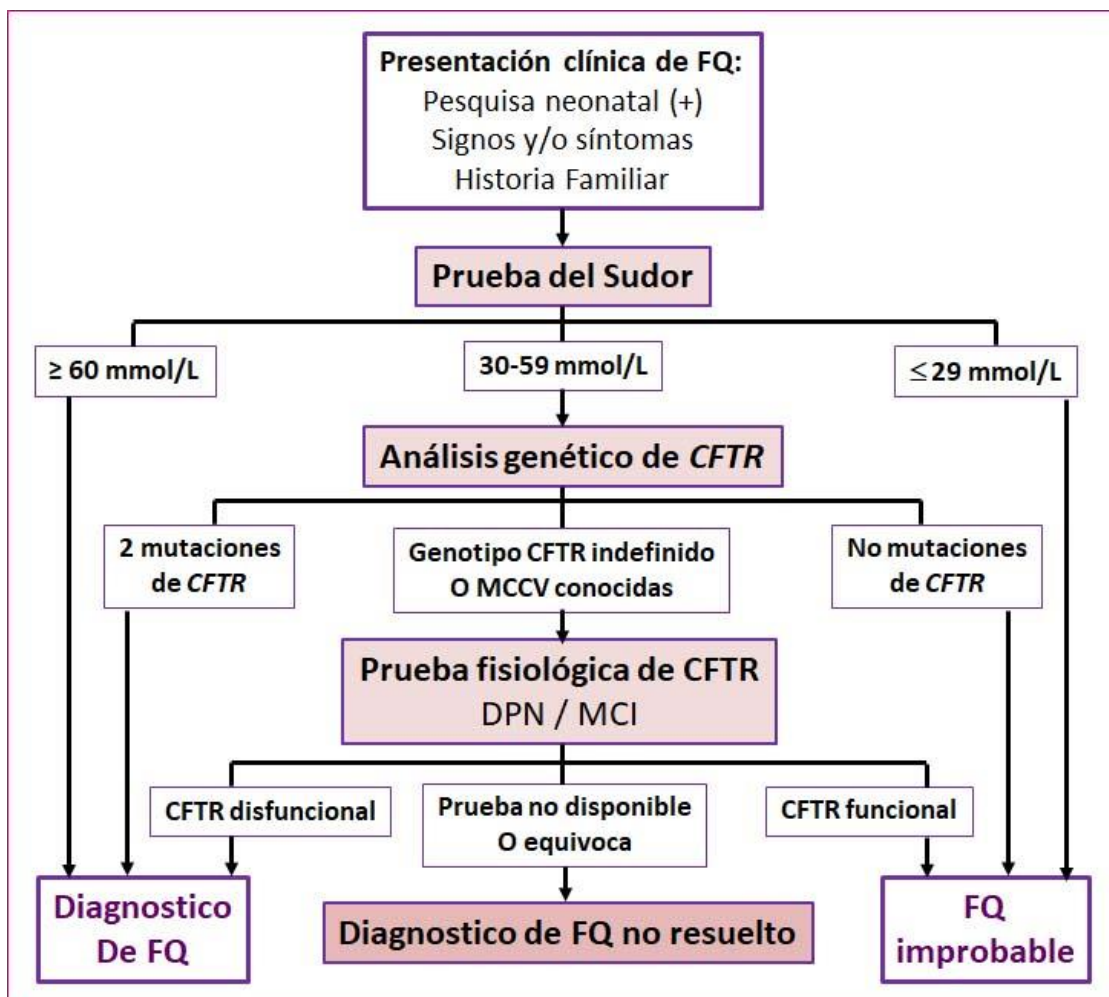 Presentación clínica de FQ:
Pesquisa neonatal (+)
Signos y/o síntomas
Historia Familiar
Prueba del Sudor
≥ 60 mmol/L
30-59 mmol/L
≤ 29 mmol/L
Análisis genético de CFTR
2 mutaciones
de CFTR
Genotipo CFTR indefinido
O MCCV conocidas
No mutaciones
de CFTR
Prueba fisiológica de CFTR
DPN / MCI
CFTR disfuncional
Prueba no disponible
O equivoca
CFTR funcional
Diagnostico
De FQ
Diagnostico de FQ no resuelto
FQ
improbable